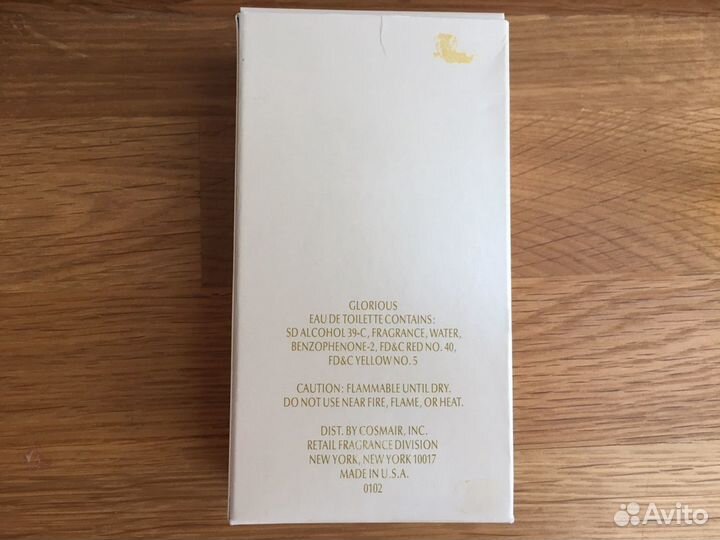 GLORIOUS
EAU DE TOILETTE CONTAINS:
SD ALCOHOL 39-C, FRAGRANCE, WATER,
BENZOPHENONE-2, FD&C RED NO. 40,
FD&C YELLOW NO. 5
CAUTION: FLAMMABLE UNTIL DRY.
DO NOT USE NEAR FIRE, FLAME, OR HEAT.
DIST. BY COSMAIR, INC.
RETAIL FRAGRANCE DIVISION
NEW YORK, NEW YORK 10017
MADE IN U.S.A.
0102
Avito